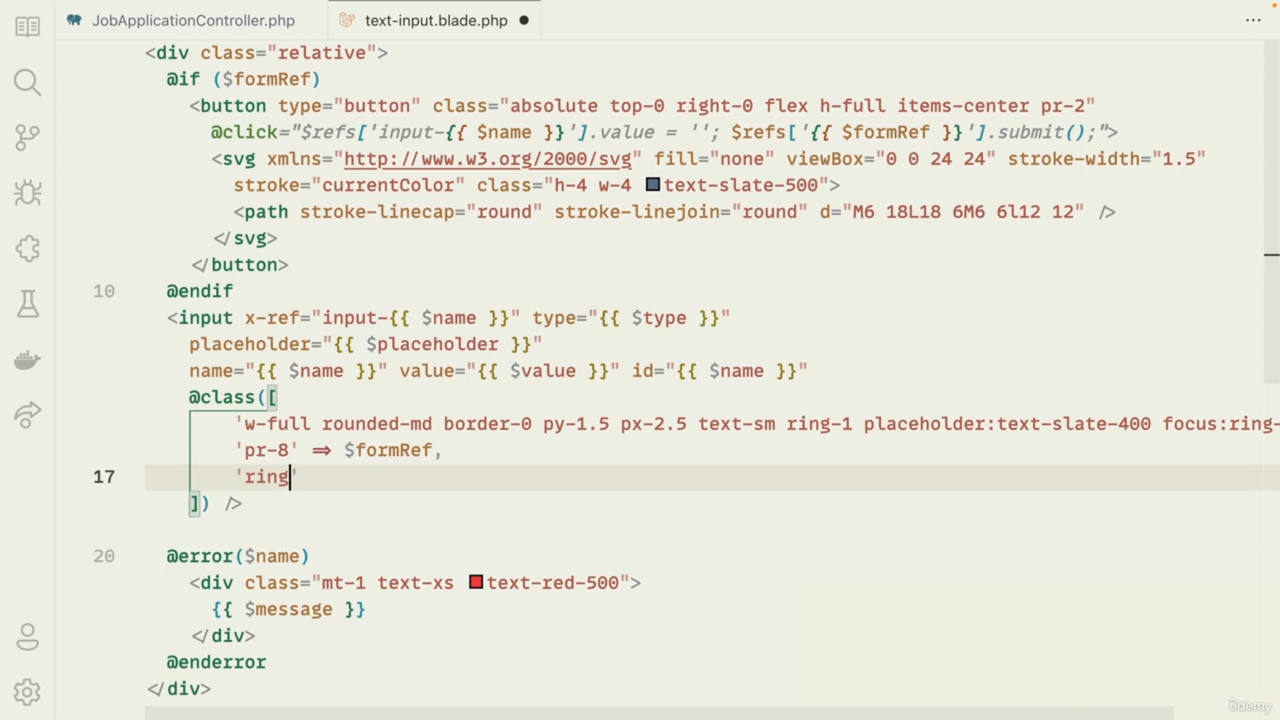 JobApplicationController.php
text-input.blade.php
<div class="relative">
@if ($formRef)
<button type="button" class="absolute top-0 right-0 flex h-full items-center pr-2"
@click="$refs['input-{{ $name }}'].value = ''; $refs['{{ $formRef }}'].submit();">
<svg xmlns="http://www.w3.org/2000/svg" fill="none" viewBox="0 0 24 24" stroke-width="1.5"
stroke="currentColor" class="h-4 w-4 text-slate-500">
<path stroke-linecap="round" stroke-linejoin="round" d="M6 18L18 6M6 6l12 12" />
</svg>
</button>
10 @endif
<input x-ref="input-{{ $name }}" type="{{ $type }}"
placeholder="{{ $placeholder }}"
name="{{ $name }}" value="{{ $value }}" id="{{ $name }}"
@class([
'w-full rounded-md border-0 py-1.5 px-2.5 text-sm ring-1 placeholder:text-slate-400 focus:ring-
'pr-8' => $formRef,
17 'ring'
]) />
20 @error($name)
<div class="mt-1 text-xs text-red-500">
{{ $message }}
</div>
@enderror
</div>
ûdemy